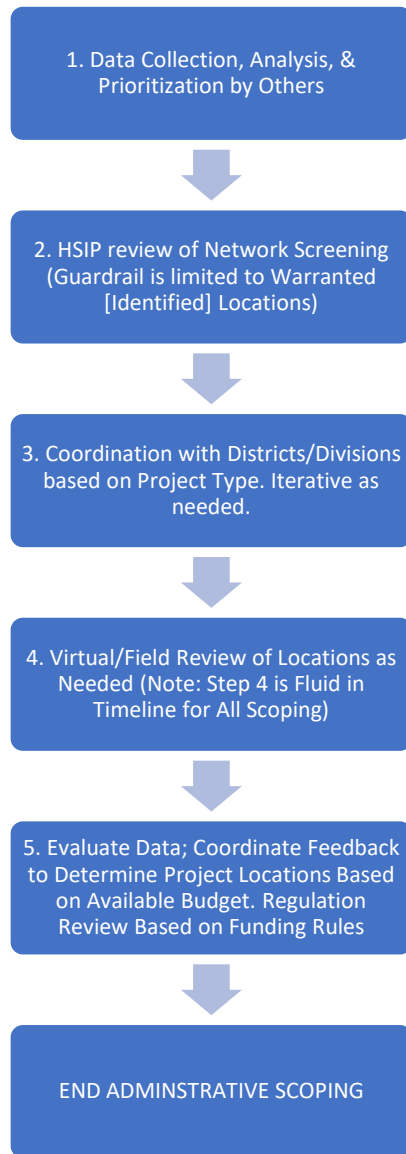 1. Data Collection, Analysis, &
Prioritization by Others
2. HSIP review of Network Screening
(Guardrail is limited to Warranted
[Identified] Locations)
3. Coordination with Districts/Divisions
based on Project Type. Iterative as
needed.
4. Virtual/Field Review of Locations as
Needed (Note: Step 4 is Fluid in
Timeline for All Scoping)
5. Evaluate Data; Coordinate Feedback
to Determine Project Locations Based
on Available Budget. Regulation
Review Based on Funding Rules
END ADMINSTRATIVE SCOPING